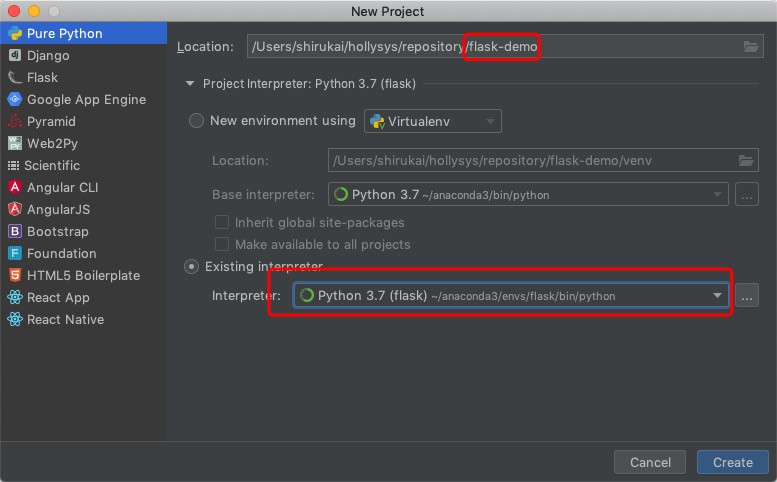 New Project
Pure Python
Django
Flask
Google App Engine
Pyramid
Web2Py
Scientific
Angular CLI
AngularJS
Bootstrap
Foundation
HTML5 Boilerplate
React App
React Native
Location: /Users/shirukai/hollysys/repository/flask-demo
Project Interpreter: Python 3.7 (flask)
New environment using Virtualenv
Location: /Users/shirukai/hollysys/repository/flask-demo/venv
Base interpreter: Python 3.7 ~/anaconda3/bin/python ...
Inherit global site-packages
Make available to all projects
Existing interpreter
Interpreter: Python 3.7 (flask) ~/anaconda3/envs/flask/bin/python ...
Cancel Create